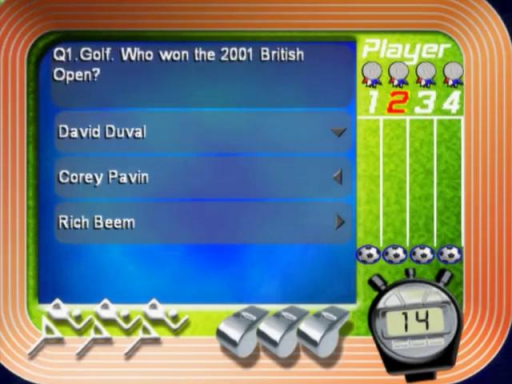 Q1.Golf. Who won the 2001 British
Open?
David Duval
Corey Pavin
Rich Beem
Player
1 2 3 4
14